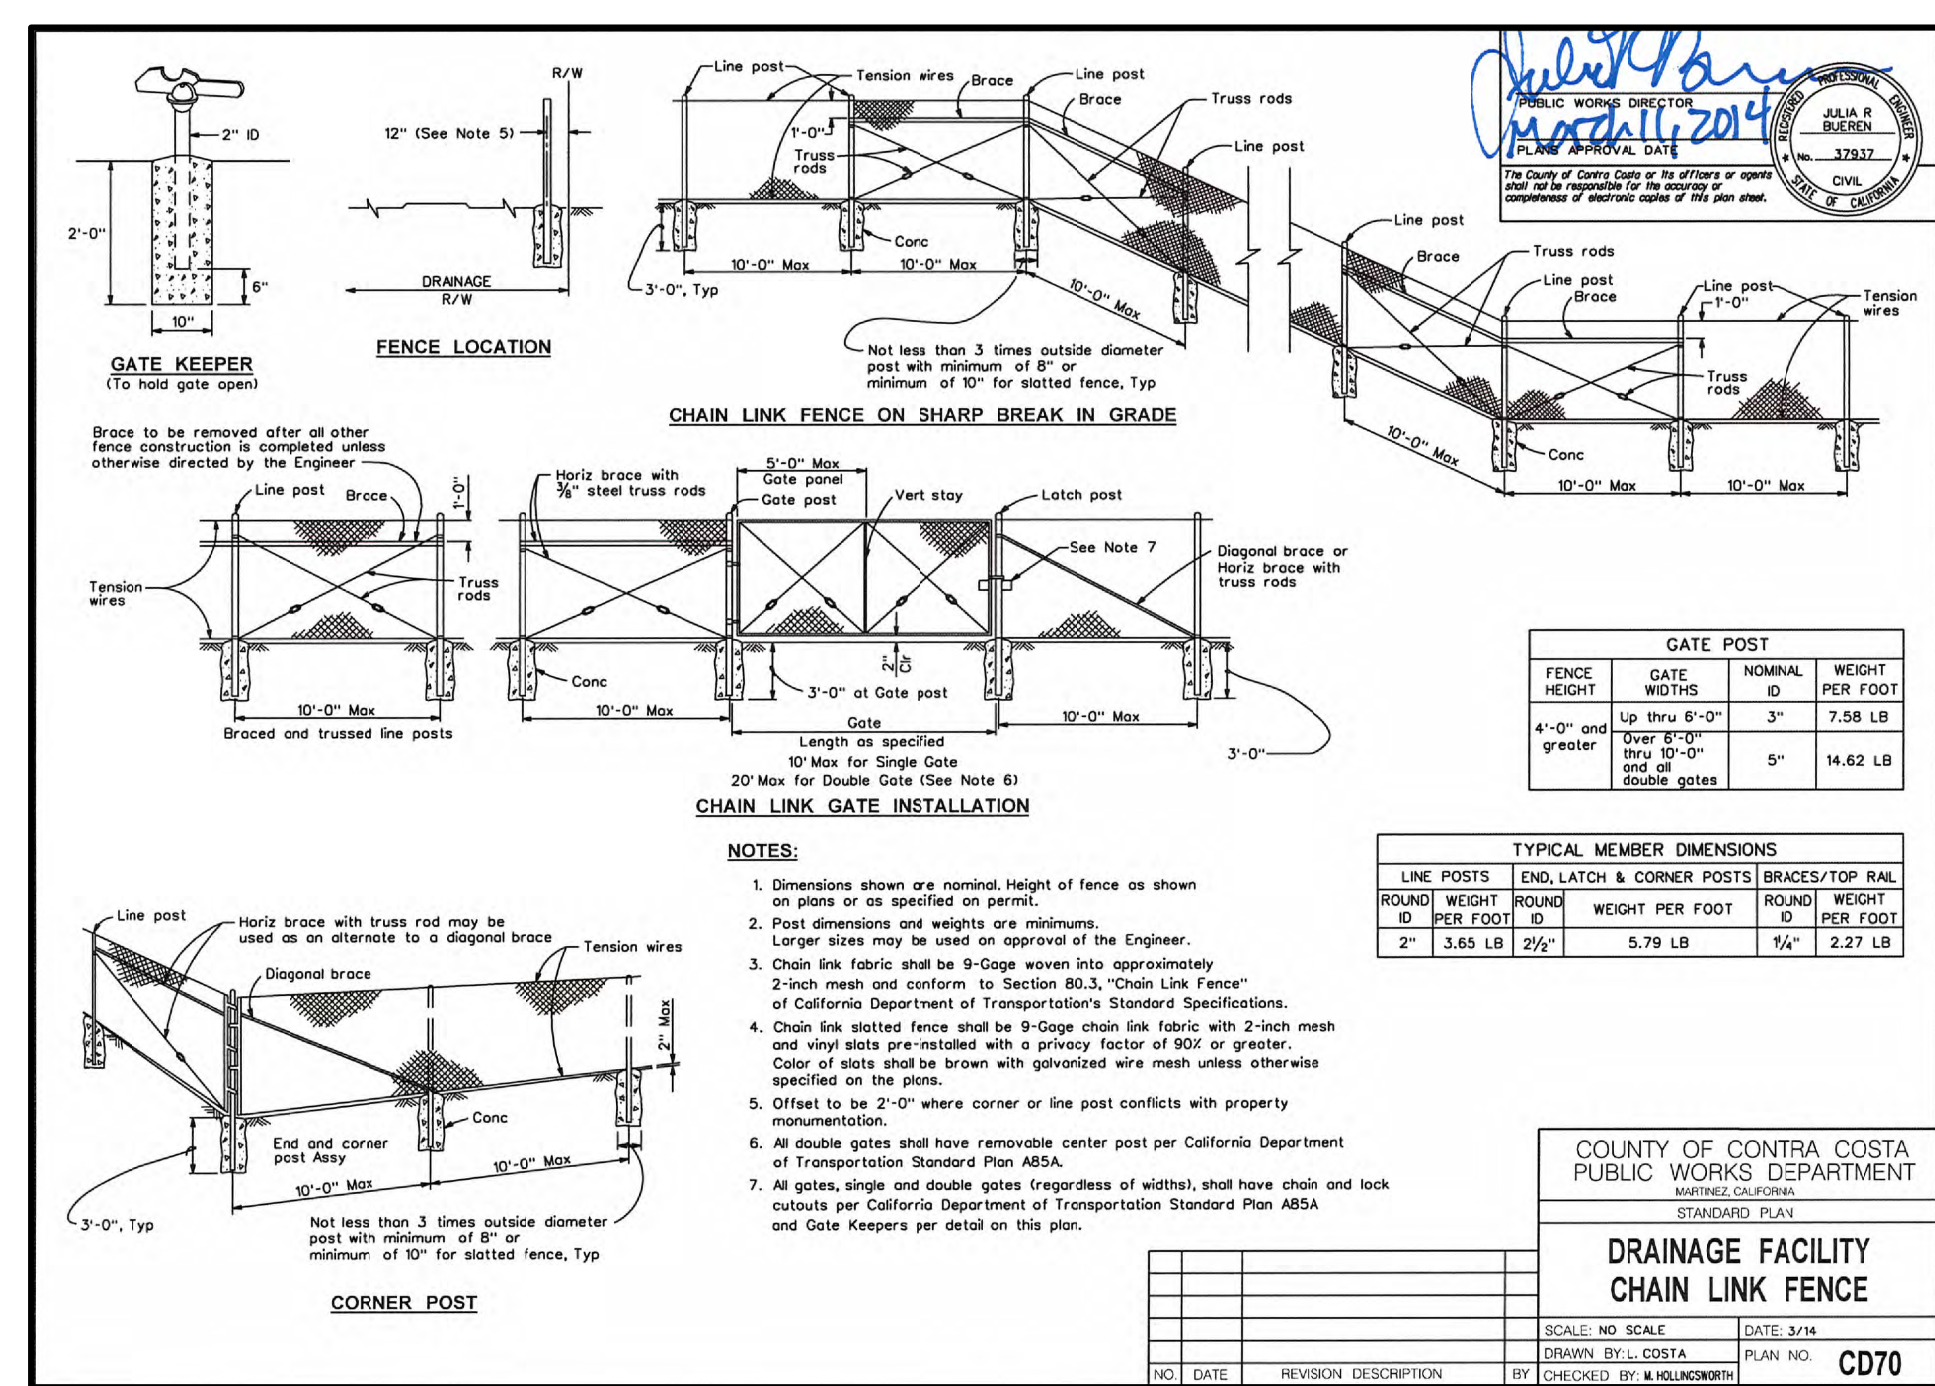 2" ID
2'-0"
6"
10"
GATE KEEPER
(To hold gate open)
R/W
12" (See Note 5)
DRAINAGE
R/W
FENCE LOCATION
Line post
Tension wires
Brace
Line post
Brace
Truss rods
1'-0"
Truss
rods
Line post
Conc
10'-0" Max
10'-0" Max
3'-0", Typ
10'-0" Max
Not less than 3 times outside diameter
post with minimum of 8" or
minimum of 10" for slatted fence, Typ
CHAIN LINK FENCE ON SHARP BREAK IN GRADE
Line post
Brace
Truss rods
Line post
Brace
Line post
1'-0"
Tension
wires
Truss
rods
Conc
10'-0" Max
10'-0" Max
10'-0" Max
PUBLIC WORKS DIRECTOR
March 11, 2014
PLANS APPROVAL DATE
The County of Contra Costa or its officers or agents
shall not be responsible for the accuracy or
completeness of electronic copies of this plan sheet.
REGISTERED PROFESSIONAL ENGINEER
JULIA R
BUEREN
No. 37937
CIVIL
STATE OF CALIFORNIA
Brace to be removed after all other
fence construction is completed unless
otherwise directed by the Engineer
Line post
Brace
1'-0"
Tension
wires
Truss
rods
10'-0" Max
Braced and trussed line posts
Horiz brace with
3/8" steel truss rods
5'-0" Max
Gate panel
Gate post
Vert stay
Latch post
See Note 7
Diagonal brace or
Horiz brace with
truss rods
Conc
2" Clr
3'-0" at Gate post
10'-0" Max
Gate
10'-0" Max
Length as specified
10' Max for Single Gate
20' Max for Double Gate (See Note 6)
3'-0"
CHAIN LINK GATE INSTALLATION
GATE POST
FENCE HEIGHT
GATE WIDTHS
NOMINAL ID
WEIGHT PER FOOT
4'-0" and greater
Up thru 6'-0"
3"
7.58 LB
Over 6'-0"
thru 10'-0"
and all
double gates
5"
14.62 LB
TYPICAL MEMBER DIMENSIONS
LINE POSTS
END, LATCH & CORNER POSTS
BRACES/TOP RAIL
ROUND ID
WEIGHT PER FOOT
ROUND ID
WEIGHT PER FOOT
ROUND ID
WEIGHT PER FOOT
2"
3.65 LB
2 1/2"
5.79 LB
1 1/4"
2.27 LB
NOTES:
1. Dimensions shown are nominal. Height of fence as shown
on plans or as specified on permit.
2. Post dimensions and weights are minimums.
Larger sizes may be used on approval of the Engineer.
3. Chain link fabric shall be 9-Gage woven into approximately
2-inch mesh and conform to Section 80.3, "Chain Link Fence"
of California Department of Transportation's Standard Specifications.
4. Chain link slatted fence shall be 9-Gage chain link fabric with 2-inch mesh
and vinyl slats pre-installed with a privacy factor of 90% or greater.
Color of slats shall be brown with galvanized wire mesh unless otherwise
specified on the plans.
5. Offset to be 2'-0" where corner or line post conflicts with property
monumentation.
6. All double gates shall have removable center post per California Department
of Transportation Standard Plan A85A.
7. All gates, single and double gates (regardless of widths), shall have chain and lock
cutouts per California Department of Transportation Standard Plan A85A
and Gate Keepers per detail on this plan.
Line post
Horiz brace with truss rod may be
used as an alternate to a diagonal brace
Tension wires
Diagonal brace
2" Max
Conc
End and corner
post Assy
10'-0" Max
10'-0" Max
3'-0", Typ
Not less than 3 times outside diameter
post with minimum of 8" or
minimum of 10" for slatted fence, Typ
CORNER POST
COUNTY OF CONTRA COSTA
PUBLIC WORKS DEPARTMENT
MARTINEZ, CALIFORNIA
STANDARD PLAN
DRAINAGE FACILITY
CHAIN LINK FENCE
SCALE: NO SCALE
DATE: 3/14
DRAWN BY: L. COSTA
PLAN NO. CD70
CHECKED BY: M. HOLLINGSWORTH
NO. DATE REVISION DESCRIPTION BY